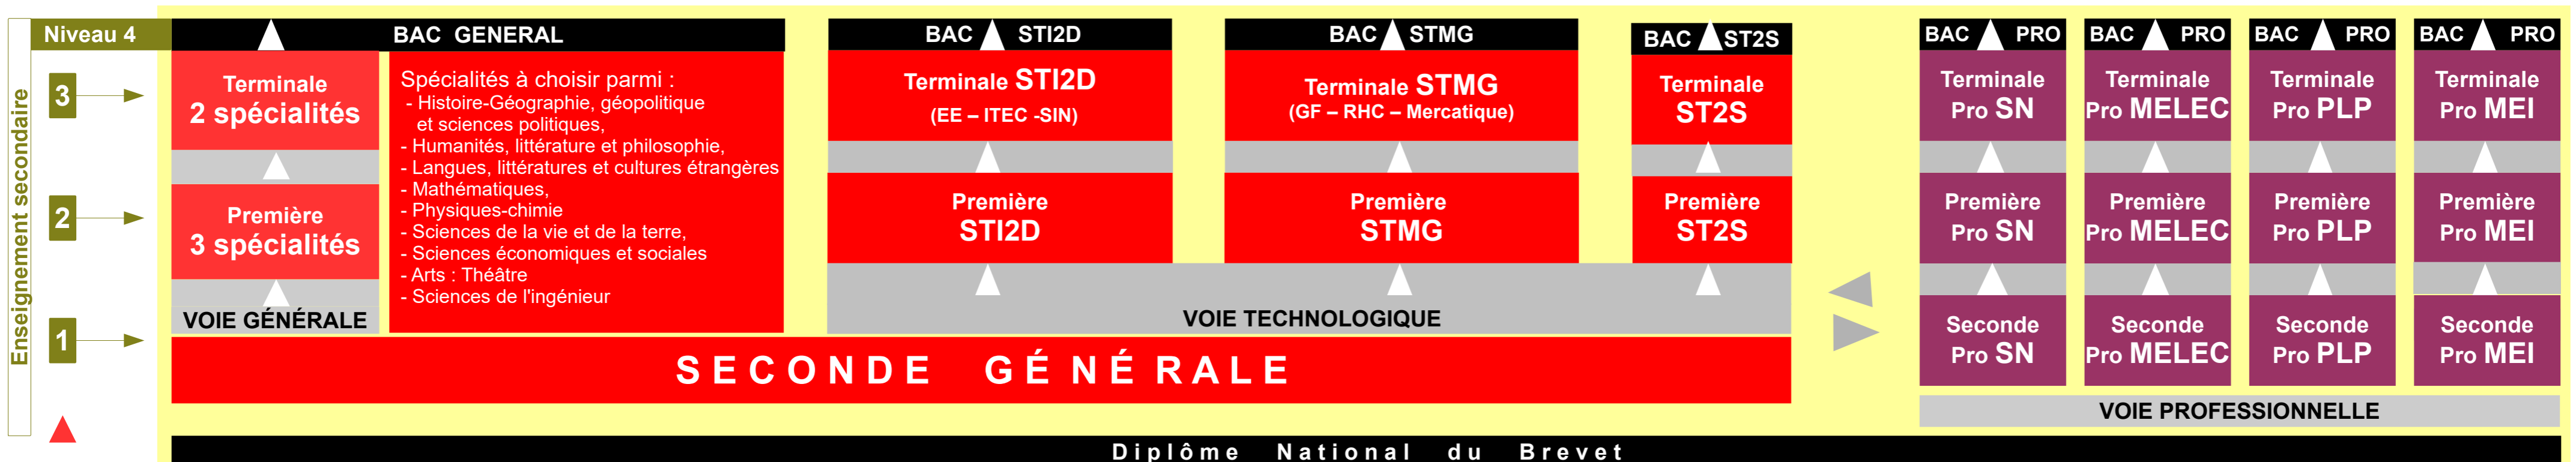 Enseignement secondaire
Niveau 4
3
2
1
BAC GENERAL
Terminale
2 spécialités
Première
3 spécialités
VOIE GÉNÉRALE
Spécialités à choisir parmi :
- Histoire-Géographie, géopolitique
et sciences politiques,
- Humanités, littérature et philosophie,
- Langues, littératures et cultures étrangères
- Mathématiques,
- Physiques-chimie
- Sciences de la vie et de la terre,
- Sciences économiques et sociales
- Arts : Théâtre
- Sciences de l'ingénieur
BAC STI2D
Terminale STI2D
(EE – ITEC -SIN)
Première
STI2D
BAC STMG
Terminale STMG
(GF – RHC – Mercatique)
Première
STMG
BAC ST2S
Terminale
ST2S
Première
ST2S
VOIE TECHNOLOGIQUE
SECONDE GÉNÉRALE
BAC PRO
Terminale
Pro SN
Première
Pro SN
Seconde
Pro SN
BAC PRO
Terminale
Pro MELEC
Première
Pro MELEC
Seconde
Pro MELEC
BAC PRO
Terminale
Pro PLP
Première
Pro PLP
Seconde
Pro PLP
BAC PRO
Terminale
Pro MEI
Première
Pro MEI
Seconde
Pro MEI
VOIE PROFESSIONNELLE
Diplôme National du Brevet